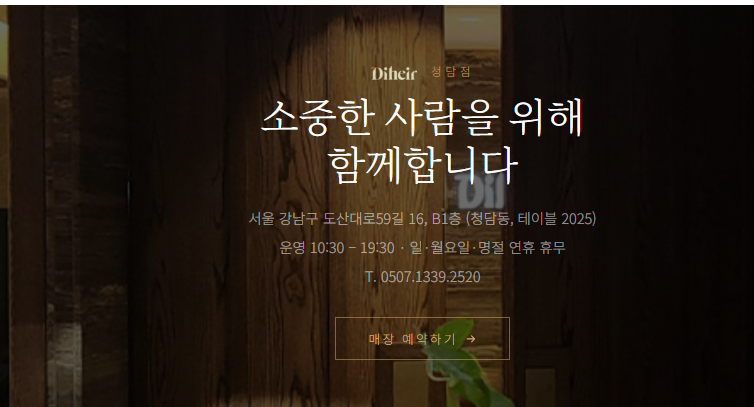 Diheir 청담점
소중한 사람을 위해
함께합니다
서울 강남구 도산대로59길 16, B1층 (청담동, 테이블 2025)
운영 10:30 – 19:30 · 일·월요일·명절 연휴 휴무
T. 0507.1339.2520
매장 예약하기 →